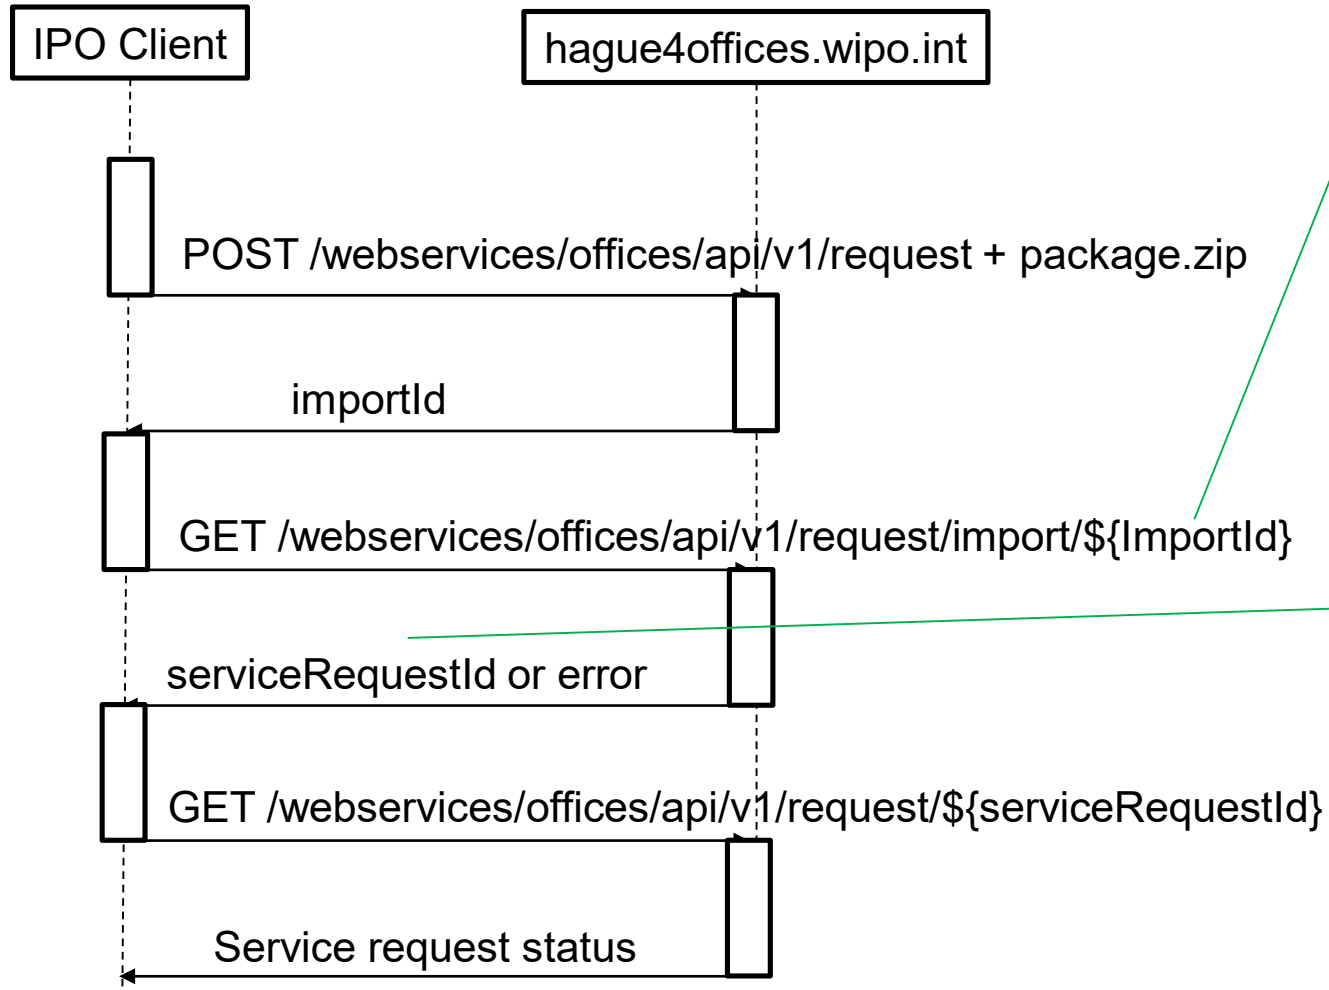 IPO Client
hague4offices.wipo.int
POST /webservices/offices/api/v1/request + package.zip
importId
GET /webservices/offices/api/v1/request/import/${ImportId}
serviceRequestId or error
GET /webservices/offices/api/v1/request/${serviceRequestId}
Service request status